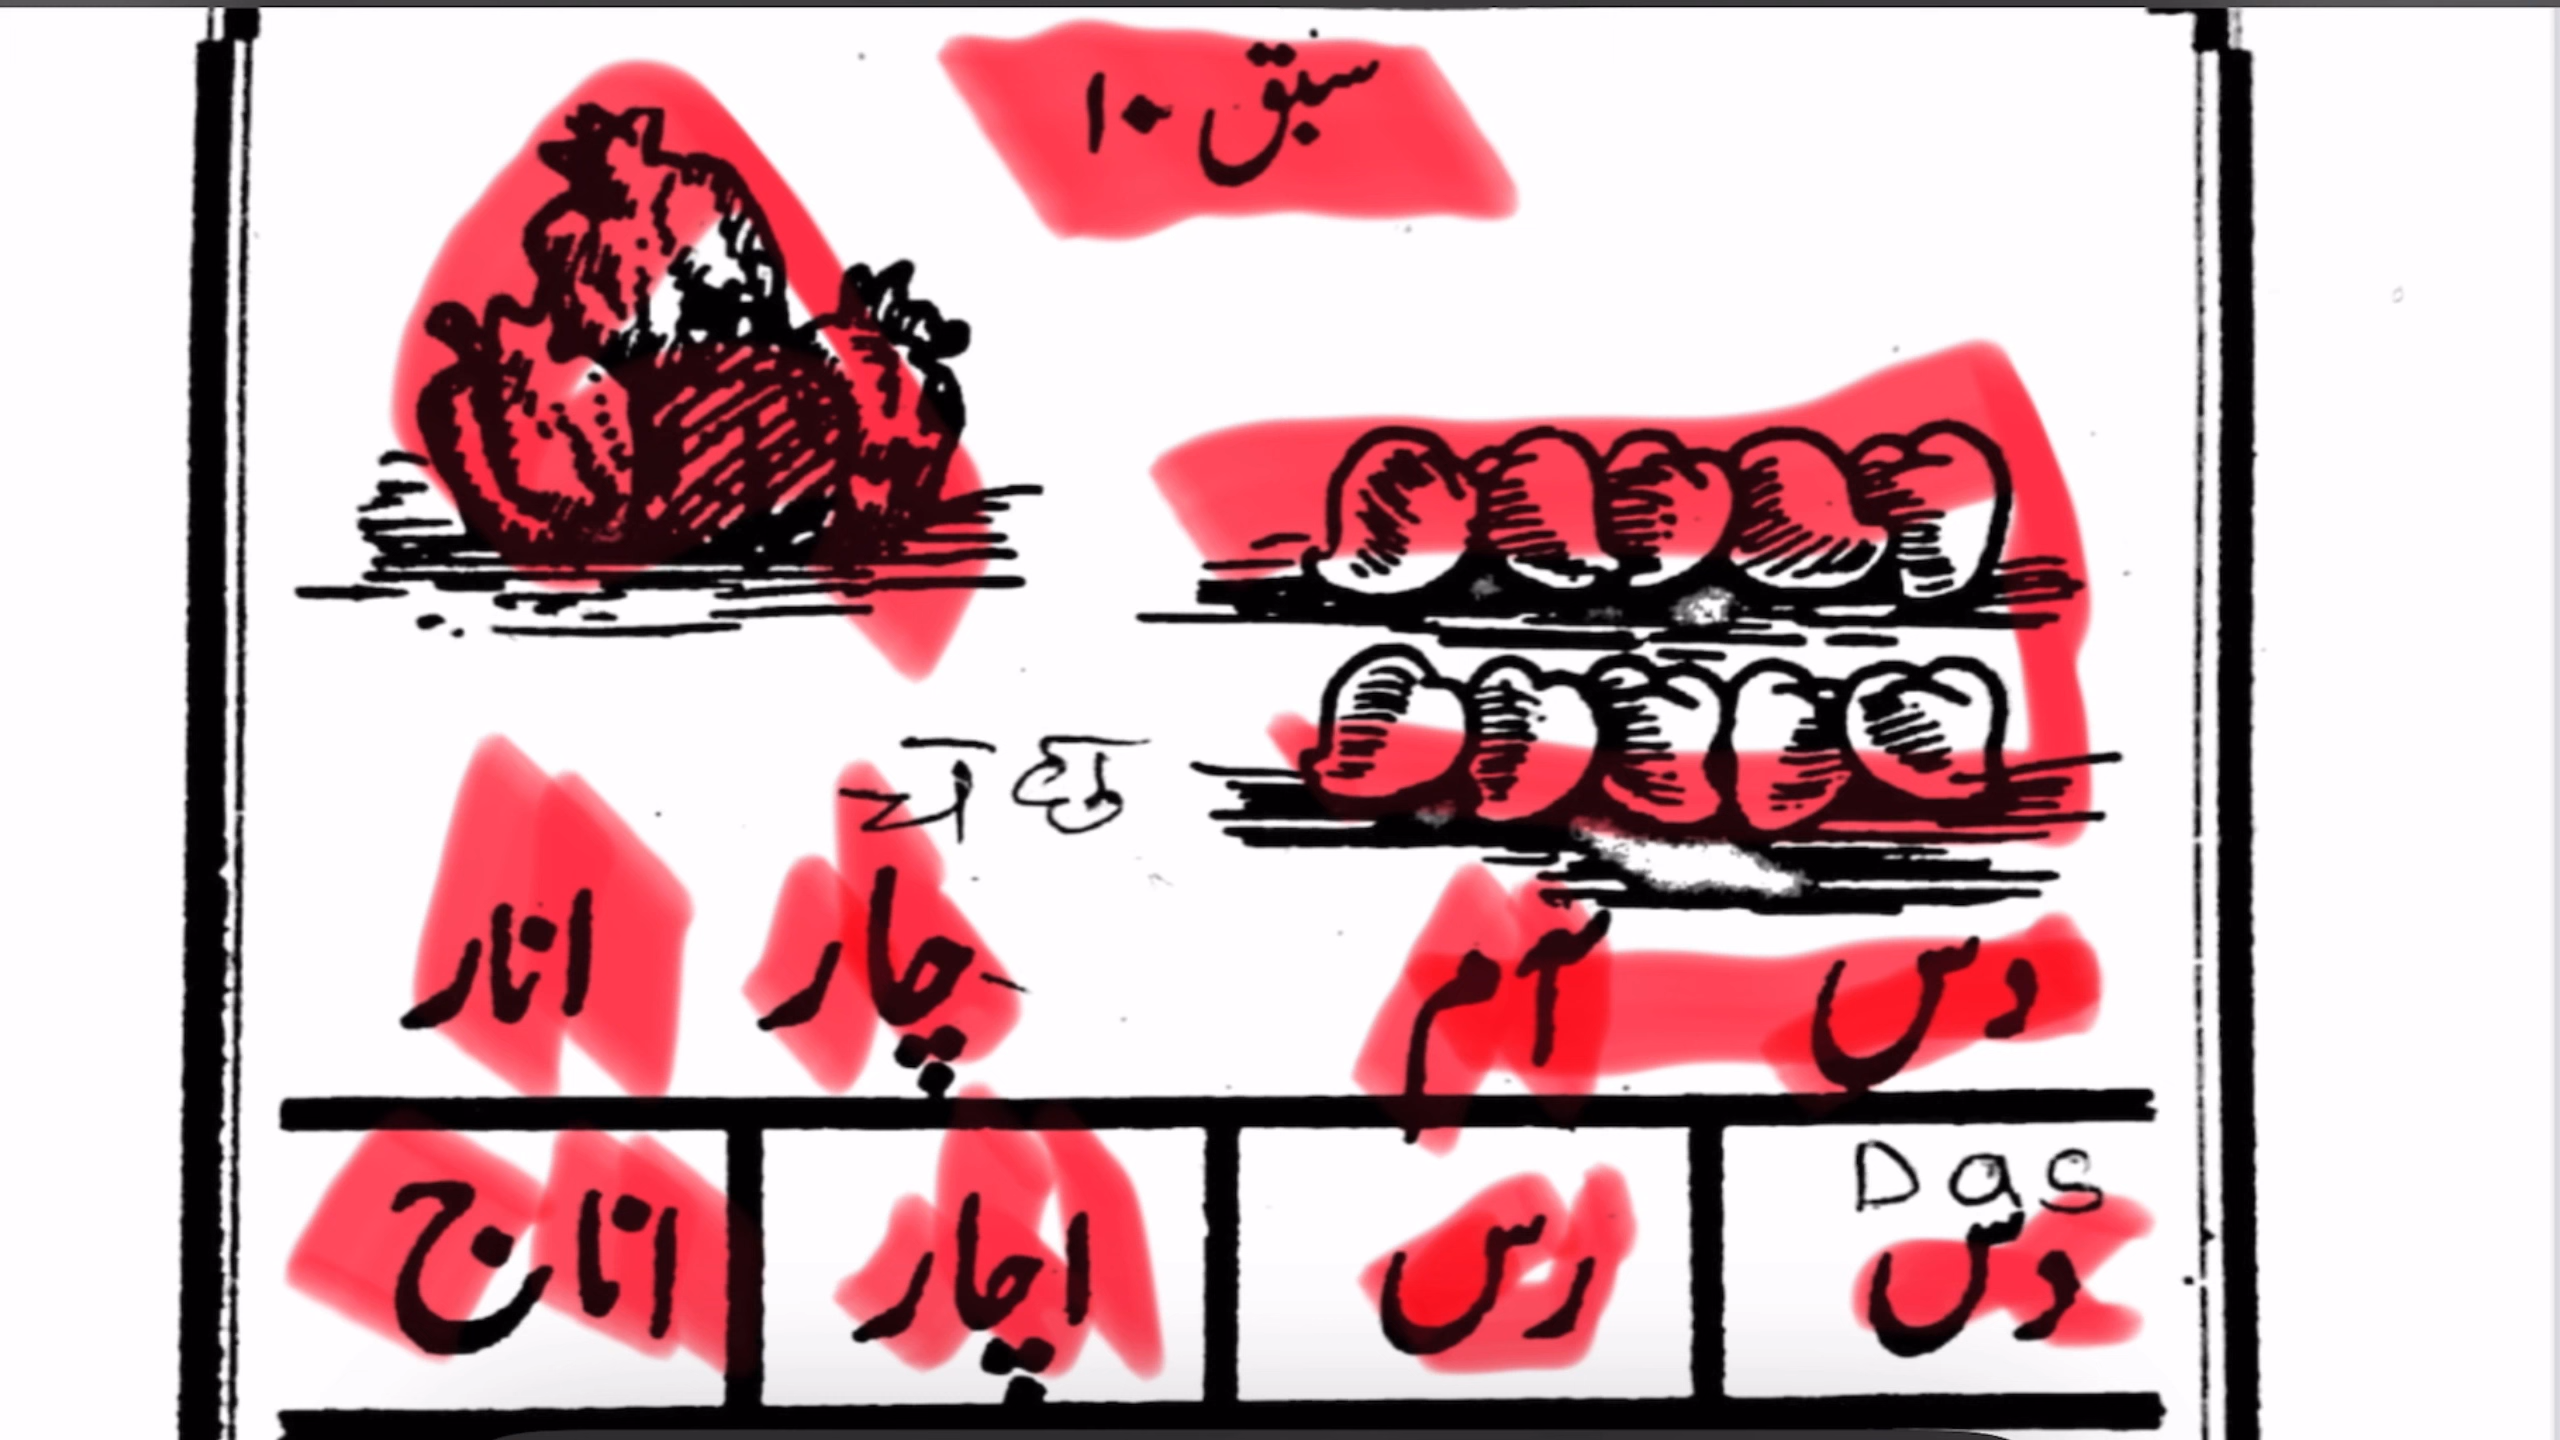 سبق ۱۰
دس آم چار انار
Das
دس رس اچار اناج